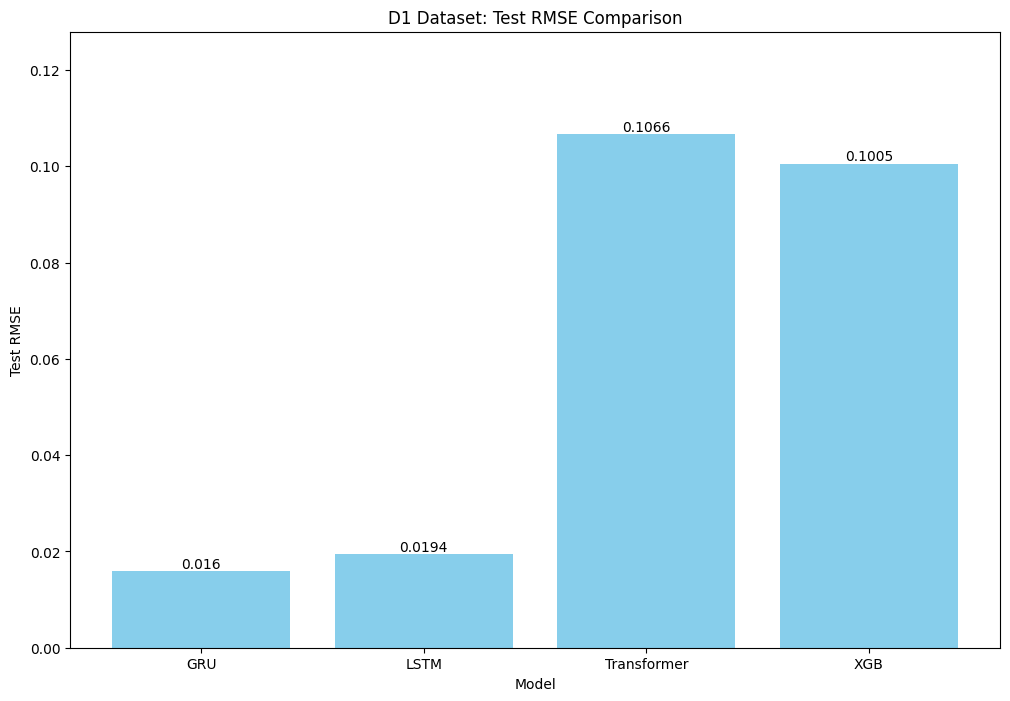 D1 Dataset: Test RMSE Comparison
0.12
0.10
0.08
0.06
0.04
0.02
0.00
Test RMSE
0.016
0.0194
0.1066
0.1005
GRU
LSTM
Transformer
XGB
Model